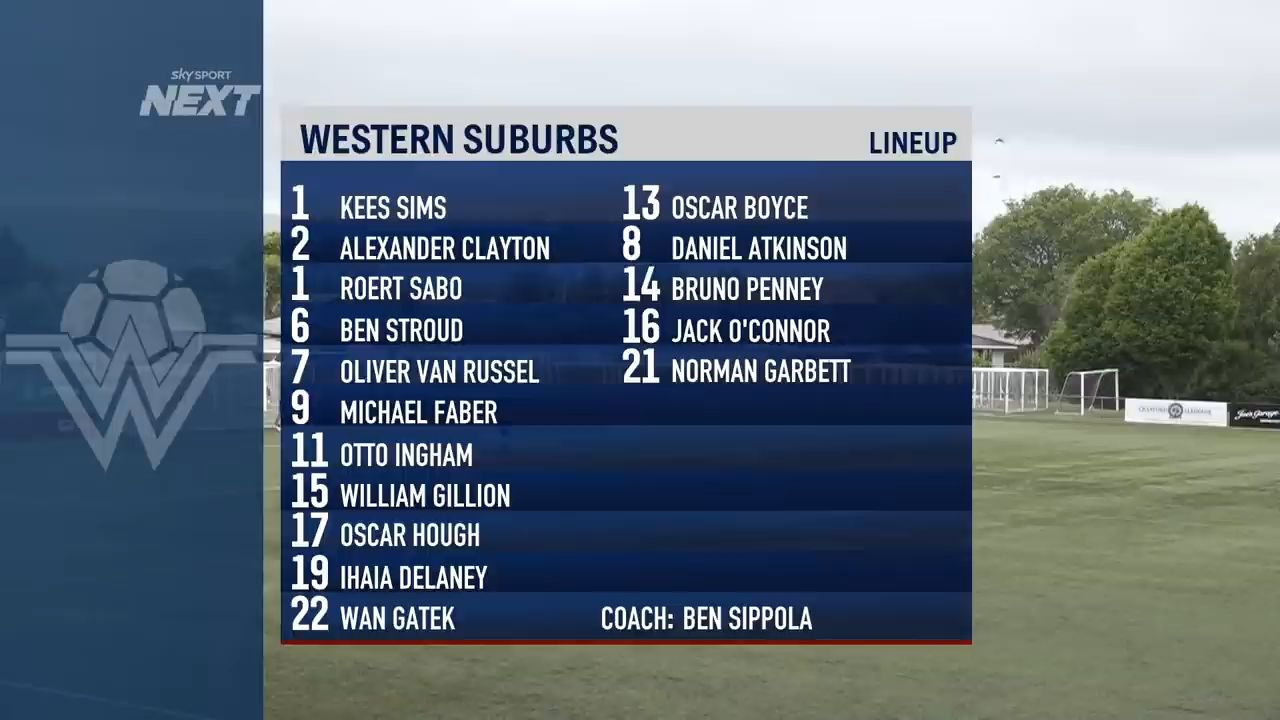 sky SPORT
NEXT
WESTERN SUBURBS LINEUP
1 KEES SIMS
2 ALEXANDER CLAYTON
1 ROERT SABO
6 BEN STROUD
7 OLIVER VAN RUSSEL
9 MICHAEL FABER
11 OTTO INGHAM
15 WILLIAM GILLION
17 OSCAR HOUGH
19 IHAIA DELANEY
22 WAN GATEK
13 OSCAR BOYCE
8 DANIEL ATKINSON
14 BRUNO PENNEY
16 JACK O'CONNOR
21 NORMAN GARBETT
COACH: BEN SIPPOLA
W
Joe's Garage